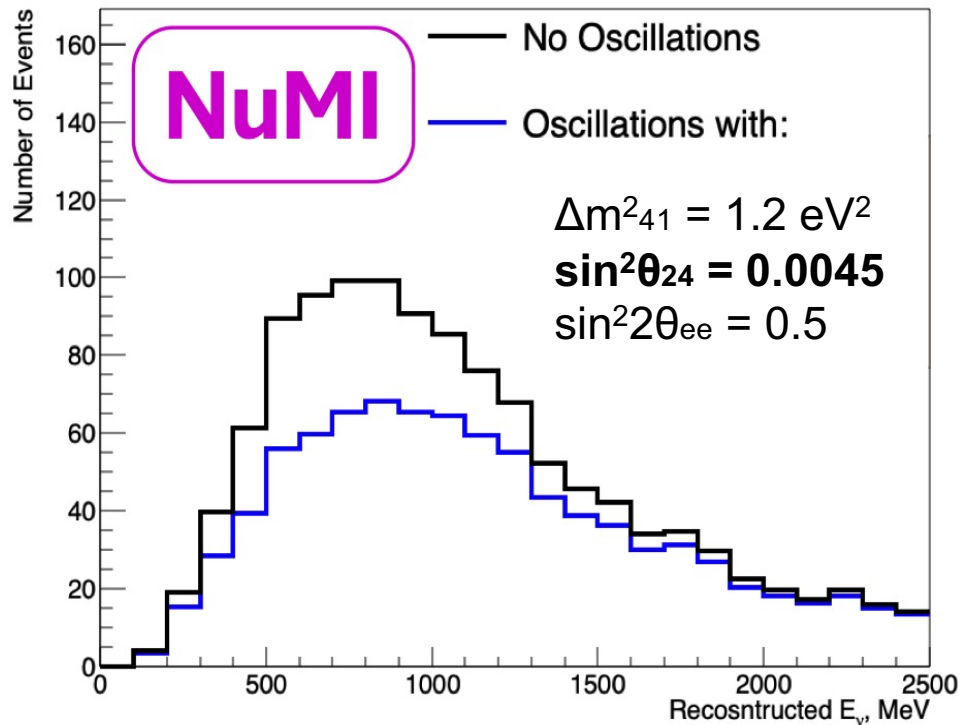 Number of Events
160
140
120
100
80
60
40
20
0
NuMI
No Oscillations
Oscillations with:
Δm²₄₁ = 1.2 eV²
sin²θ₂₄ = 0.0045
sin²2θₑₑ = 0.5
0 500 1000 1500 2000 2500
Recosntructed Eᵥ, MeV